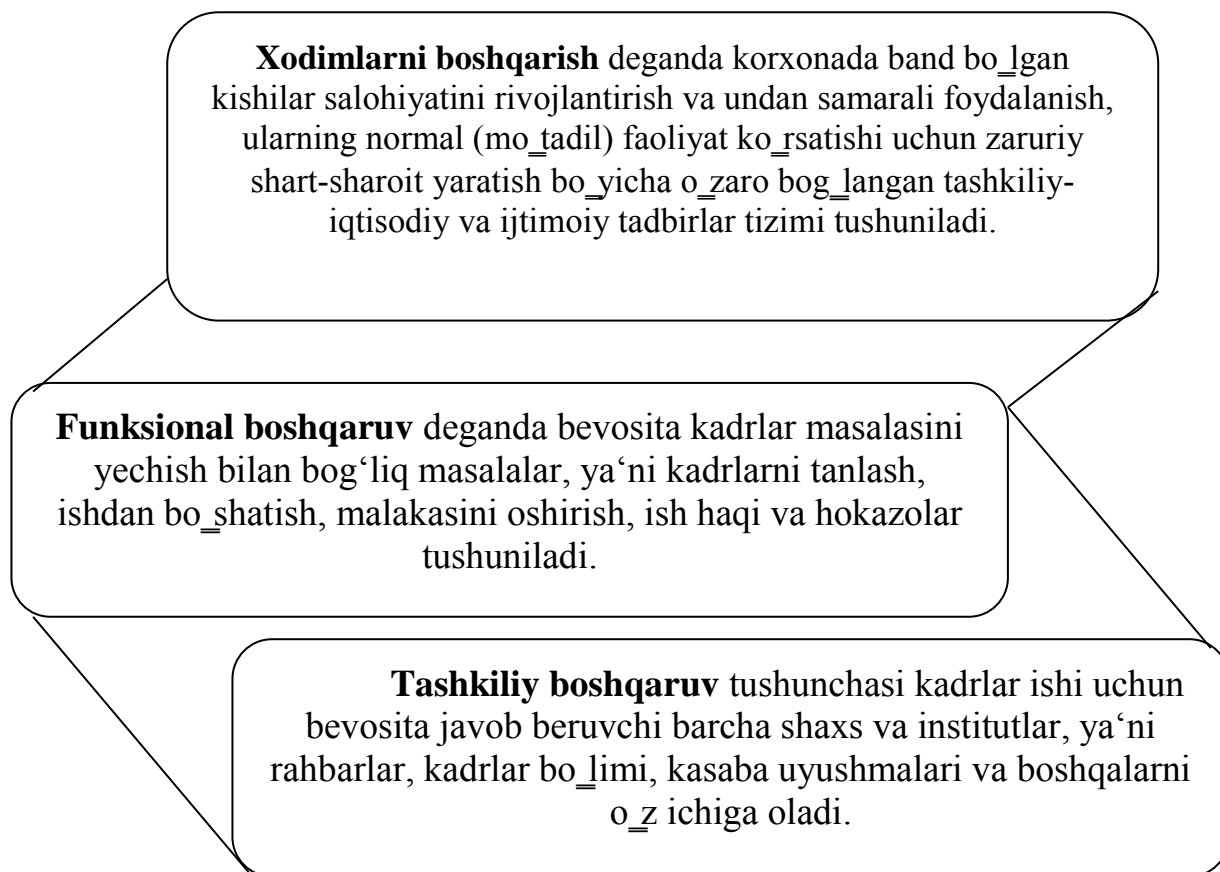 Xodimlarni boshqarish deganda korxonada band bo‗lgan
kishilar salohiyatini rivojlantirish va undan samarali foydalanish,
ularning normal (mo‗tadil) faoliyat ko‗rsatishi uchun zaruriy
shart-sharoit yaratish bo‗yicha o‗zaro bog‗langan tashkiliy-
iqtisodiy va ijtimoiy tadbirlar tizimi tushuniladi.
Funksional boshqaruv deganda bevosita kadrlar masalasini
yechish bilan bog‘liq masalalar, ya‘ni kadrlarni tanlash,
ishdan bo‗shatish, malakasini oshirish, ish haqi va hokazolar
tushuniladi.
Tashkiliy boshqaruv tushunchasi kadrlar ishi uchun
bevosita javob beruvchi barcha shaxs va institutlar, ya‘ni
rahbarlar, kadrlar bo‗limi, kasaba uyushmalari va boshqalarni
o‗z ichiga oladi.